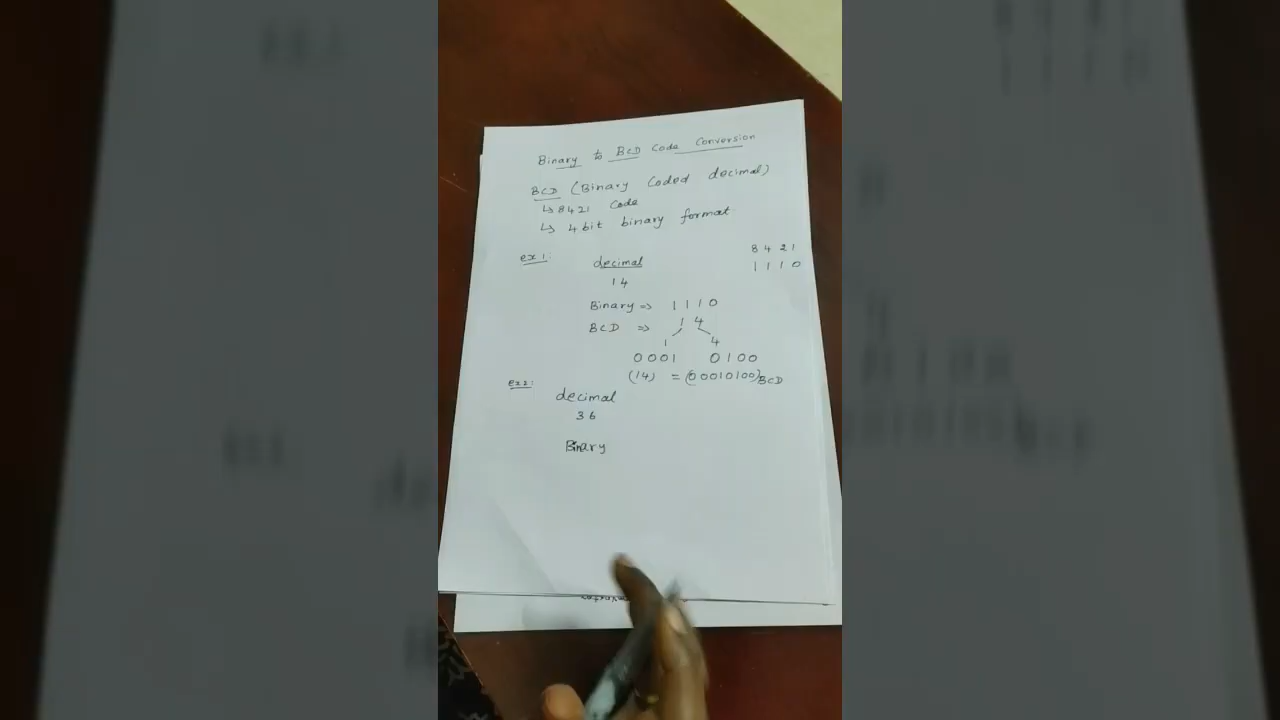 Binary to BCD Code Conversion
BCD (Binary Coded decimal)
↳ 8421 Code
↳ 4 bit binary format
ex 1:
decimal
14
8 4 2 1
1 1 1 0
Binary => 1 1 1 0
BCD => 1 4
1 4
0001 0100
(14) = (00010100)BCD
ex 2:
decimal
36
Binary